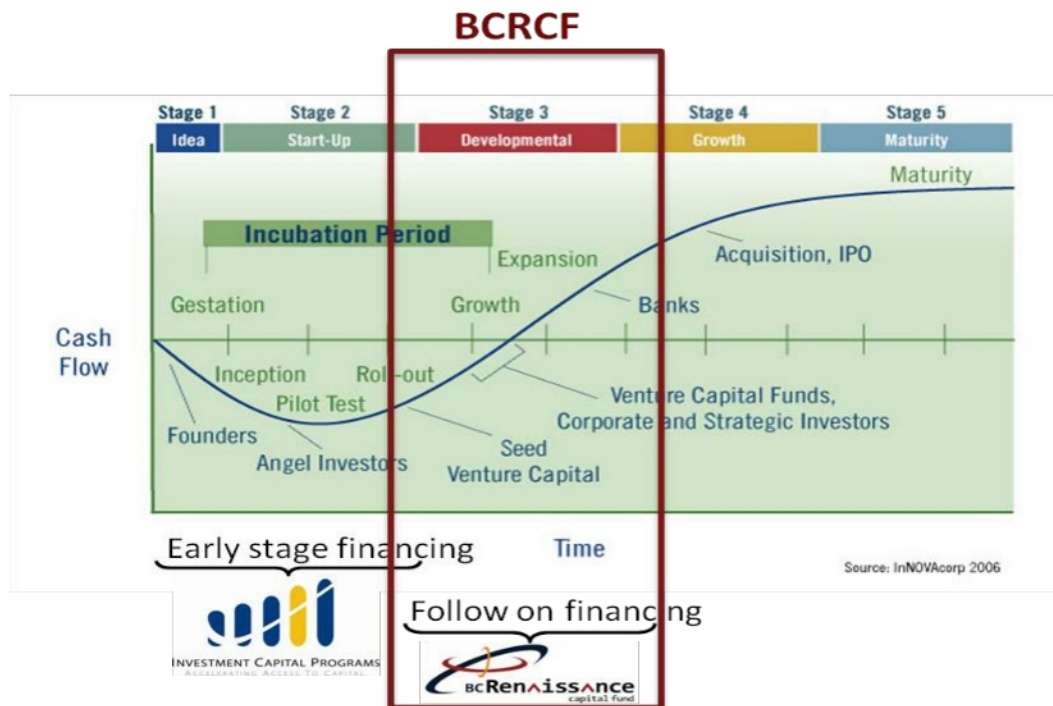 BCRCF
Stage 1
Stage 2
Stage 3
Stage 4
Stage 5
Idea
Start-Up
Developmental
Growth
Maturity
Maturity
Incubation Period
Acquisition, IPO
Expansion
Gestation
Growth
Banks
Cash
Flow
Inception
Roll-out
Pilot Test
Venture Capital Funds,
Corporate and Strategic Investors
Founders
Angel Investors
Seed
Venture Capital
Early stage financing
Time
Source: InNOVAcorp 2006
Follow on financing
INVESTMENT CAPITAL PROGRAMS
ACCELERATING ACCESS TO CAPITAL
BCRenaissance
capital fund